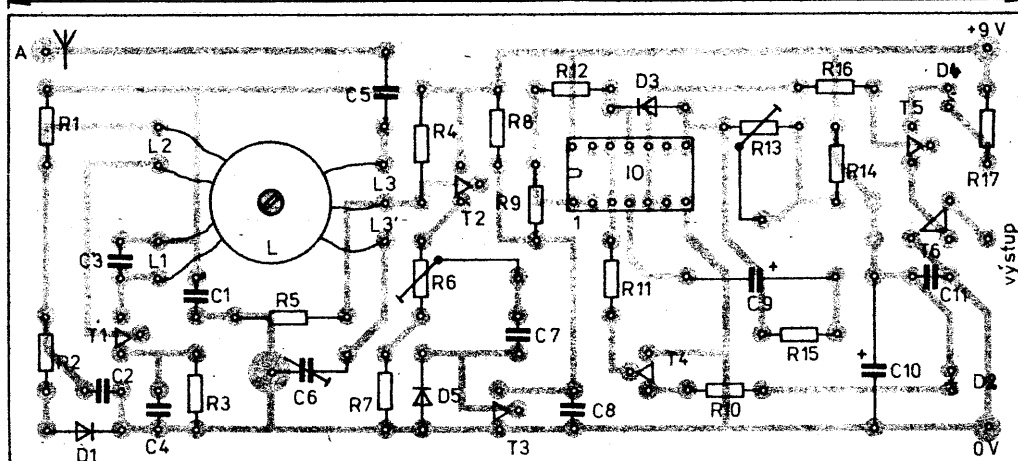 A
+9 V
R12
D3
R16
D4
C5
R1
R4
R8
T5
L2
R13
R14
R17
L3
IO
R9
T2
L3'
1
L
L1
C3
R6
T6
výstup
C1
R5
R11
C9
C11
T1
C7
R15
R2
T4
C10
C2
R3
C6
R7
D5
R10
D2
C4
C8
D1
T3
0 V